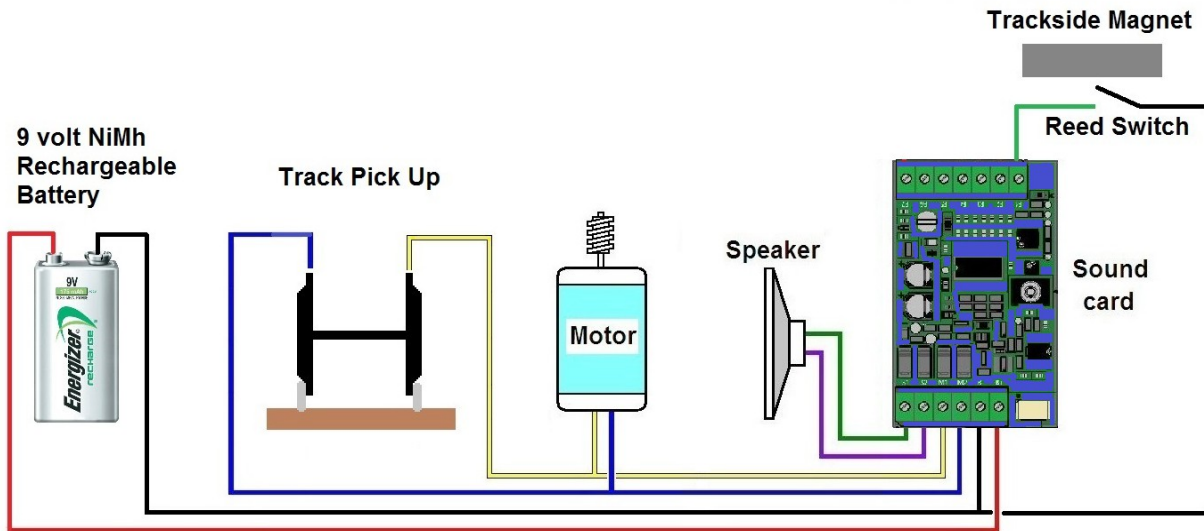 Trackside Magnet
Reed Switch
9 volt NiMh
Rechargeable
Battery
Track Pick Up
Speaker
Sound
card
Motor
9V
Energizer
RECHARGE